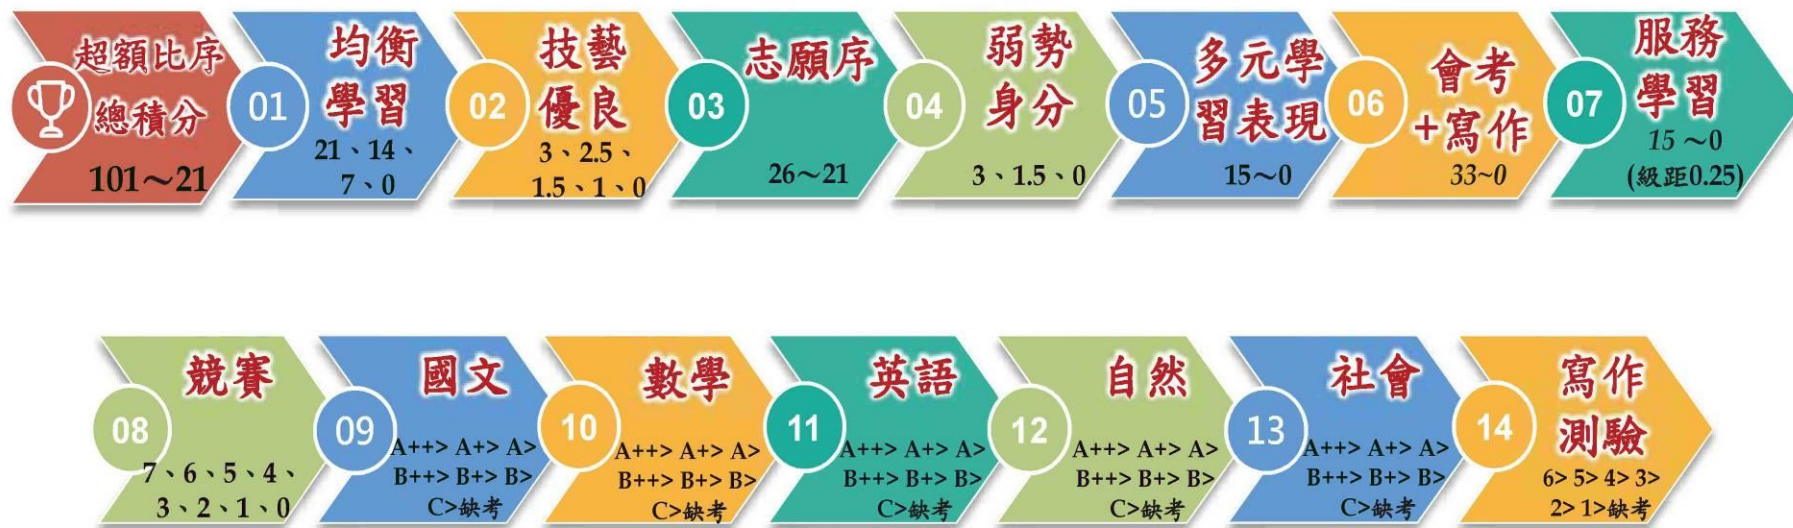 超額比序
總積分
101～21
01
均衡
學習
21、14、
7、0
02
技藝
優良
3、2.5、
1.5、1、0
03
志願序
26～21
04
弱勢
身分
3、1.5、0
05
多元學
習表現
15～0
06
會考
+寫作
33~0
07
服務
學習
15～0
(級距0.25)
08
競賽
7、6、5、4、
3、2、1、0
09
國文
A++> A+> A>
B++> B+> B>
C>缺考
10
數學
A++> A+> A>
B++> B+> B>
C>缺考
11
英語
A++> A+> A>
B++> B+> B>
C>缺考
12
自然
A++> A+> A>
B++> B+> B>
C>缺考
13
社會
A++> A+> A>
B++> B+> B>
C>缺考
14
寫作
測驗
6> 5> 4> 3>
2> 1>缺考